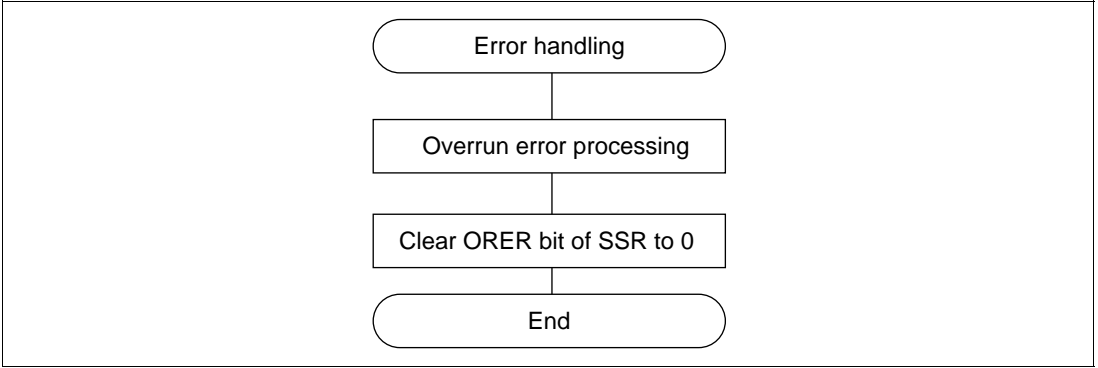 Error handling
Overrun error processing
Clear ORER bit of SSR to 0
End